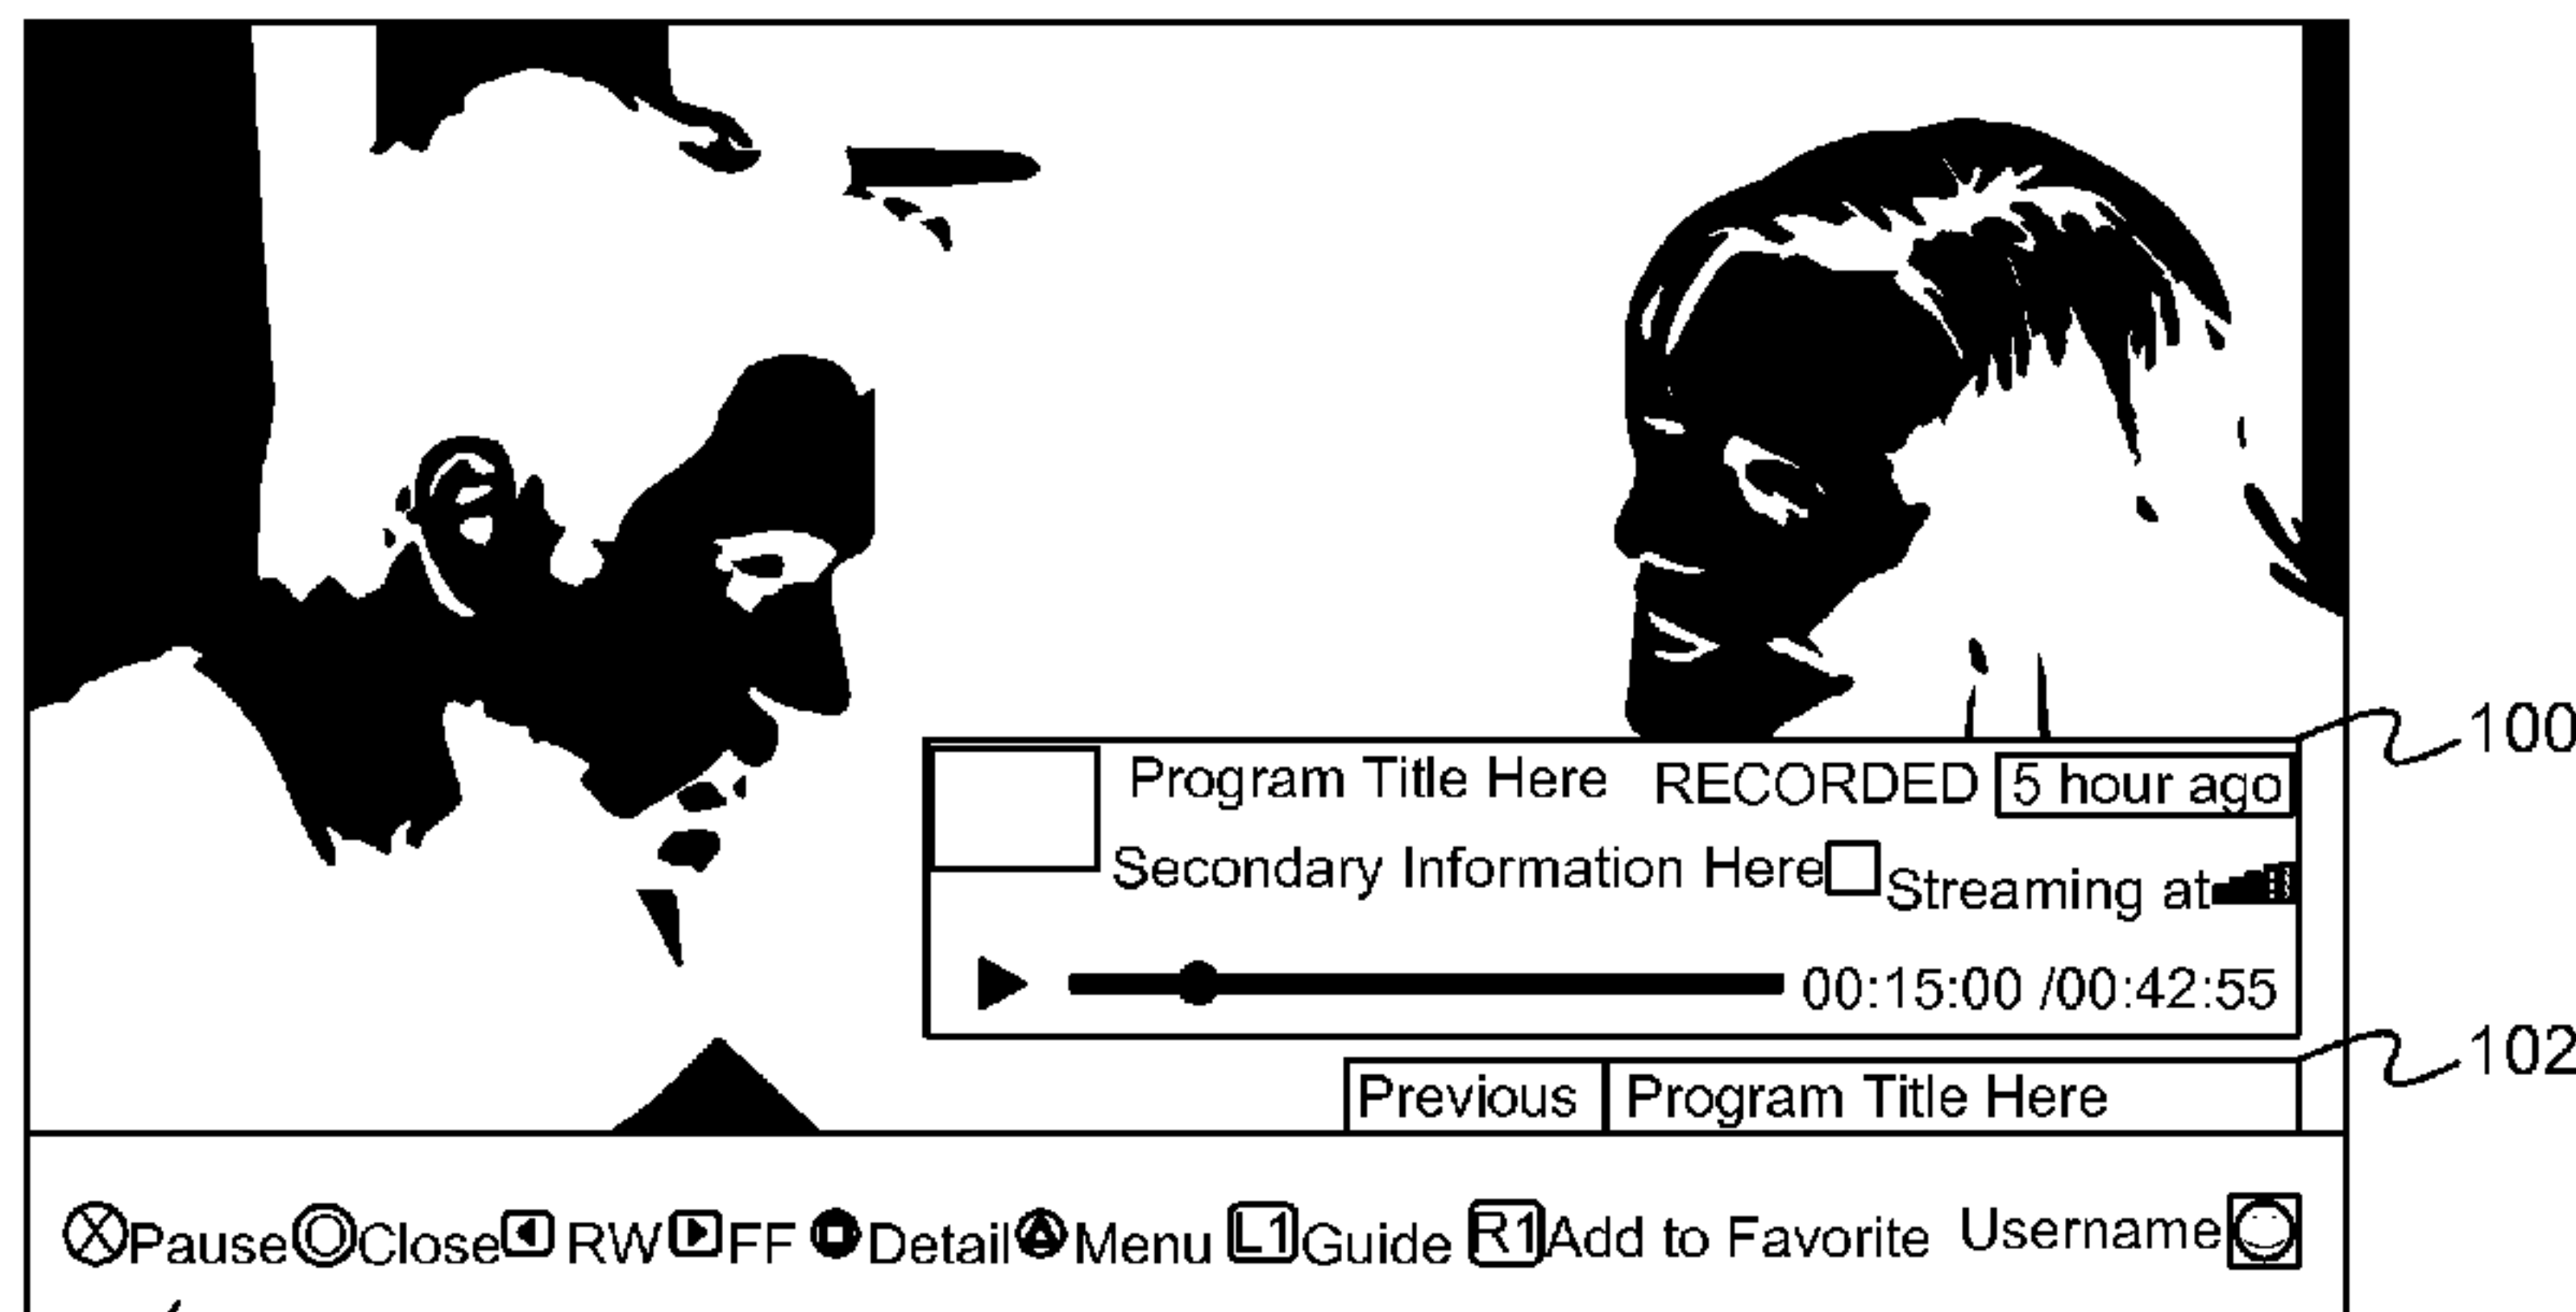 100
Program Title Here RECORDED 5 hour ago
Secondary Information Here Streaming at
00:15:00 /00:42:55
102
Previous Program Title Here
X Pause Close RW FF Detail Menu L1 Guide R1 Add to Favorite Username